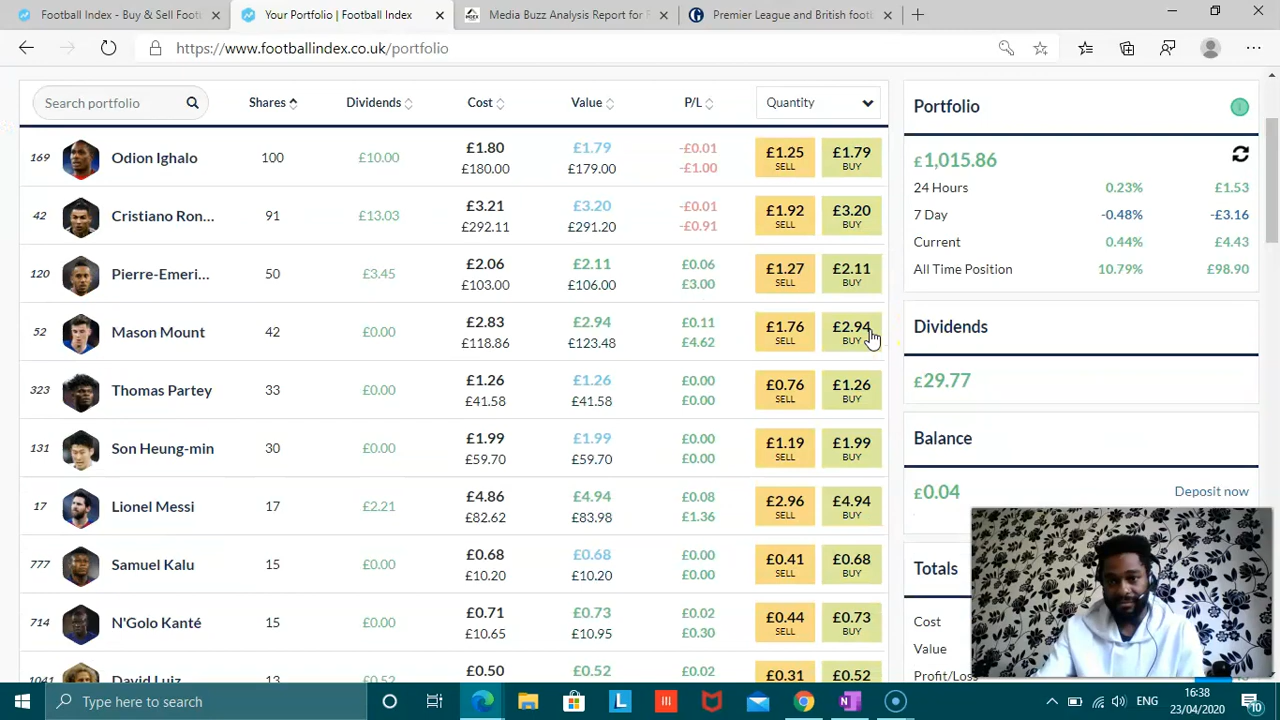 Football Index - Buy & Sell Foot
Your Portfolio | Football Index
Media Buzz Analysis Report for F
Premier League and British footb
https://www.footballindex.co.uk/portfolio
Search portfolio Shares Dividends Cost Value P/L Quantity
169 Odion Ighalo 100 £10.00 £1.80 £1.79 -£0.01 £1.25 £1.79
£180.00 £179.00 -£1.00 SELL BUY
42 Cristiano Ron... 91 £13.03 £3.21 £3.20 -£0.01 £1.92 £3.20
£292.11 £291.20 -£0.91 SELL BUY
120 Pierre-Emeri... 50 £3.45 £2.06 £2.11 £0.06 £1.27 £2.11
£103.00 £106.00 £3.00 SELL BUY
52 Mason Mount 42 £0.00 £2.83 £2.94 £0.11 £1.76 £2.94
£118.86 £123.48 £4.62 SELL BUY
323 Thomas Partey 33 £0.00 £1.26 £1.26 £0.00 £0.76 £1.26
£41.58 £41.58 £0.00 SELL BUY
131 Son Heung-min 30 £0.00 £1.99 £1.99 £0.00 £1.19 £1.99
£59.70 £59.70 £0.00 SELL BUY
17 Lionel Messi 17 £2.21 £4.86 £4.94 £0.08 £2.96 £4.94
£82.62 £83.98 £1.36 SELL BUY
777 Samuel Kalu 15 £0.00 £0.68 £0.68 £0.00 £0.41 £0.68
£10.20 £10.20 £0.00 SELL BUY
714 N'Golo Kanté 15 £0.00 £0.71 £0.73 £0.02 £0.44 £0.73
£10.65 £10.95 £0.30 SELL BUY
1041 David Luiz 13 £0.52 £0.50 £0.52 £0.02 £0.31 £0.52
Portfolio
£1,015.86
24 Hours 0.23% £1.53
7 Day -0.48% -£3.16
Current 0.44% £4.43
All Time Position 10.79% £98.90
Dividends
£29.77
Balance
£0.04 Deposit now
Totals
Cost
Value
Profit/Loss
Type here to search
ENG
16:38
23/04/2020
10